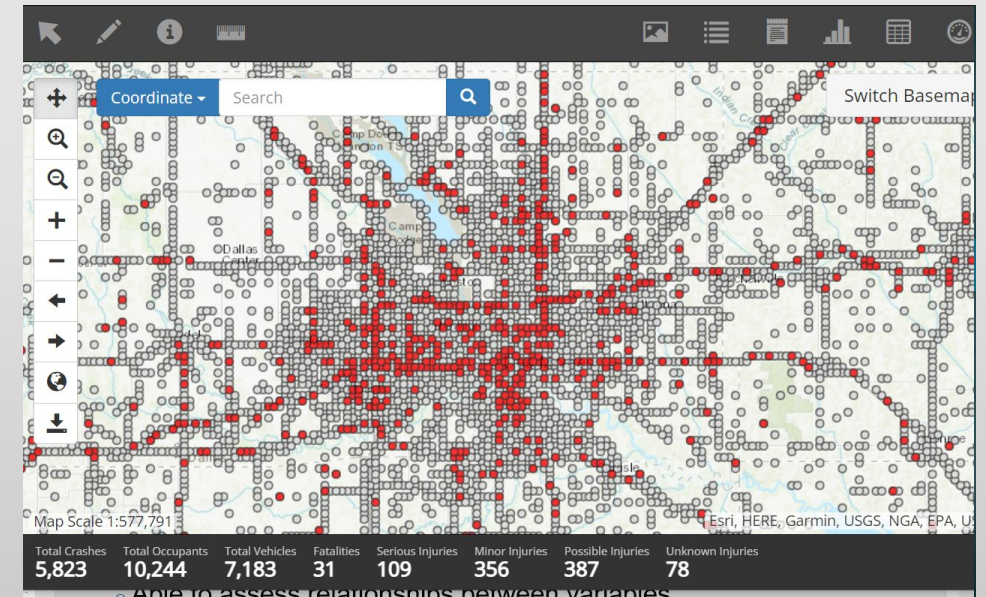 Coordinate
Search
Switch Basemap
Dallas
Center
Camp
Map Scale 1:577,791
Esri, HERE, Garmin, USGS, NGA, EPA, US
Total Crashes Total Occupants Total Vehicles Fatalities Serious Injuries Minor Injuries Possible Injuries Unknown Injuries
5,823 10,244 7,183 31 109 356 387 78
Able to assess relationships between variables